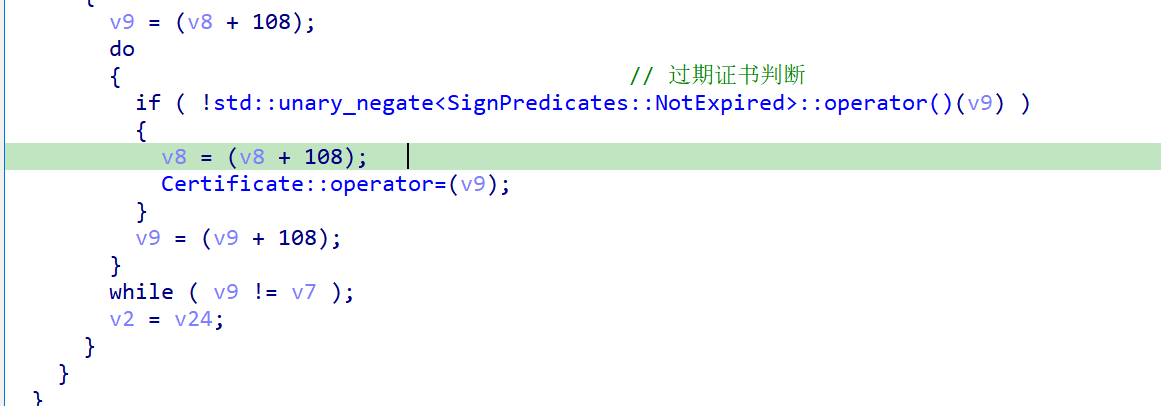 {
v9 = (v8 + 108);
do
{ // 过期证书判断
if ( !std::unary_negate<SignPredicates::NotExpired>::operator()(v9) )
{
v8 = (v8 + 108);
Certificate::operator=(v9);
}
v9 = (v9 + 108);
}
while ( v9 != v7 );
v2 = v24;
}
}
}